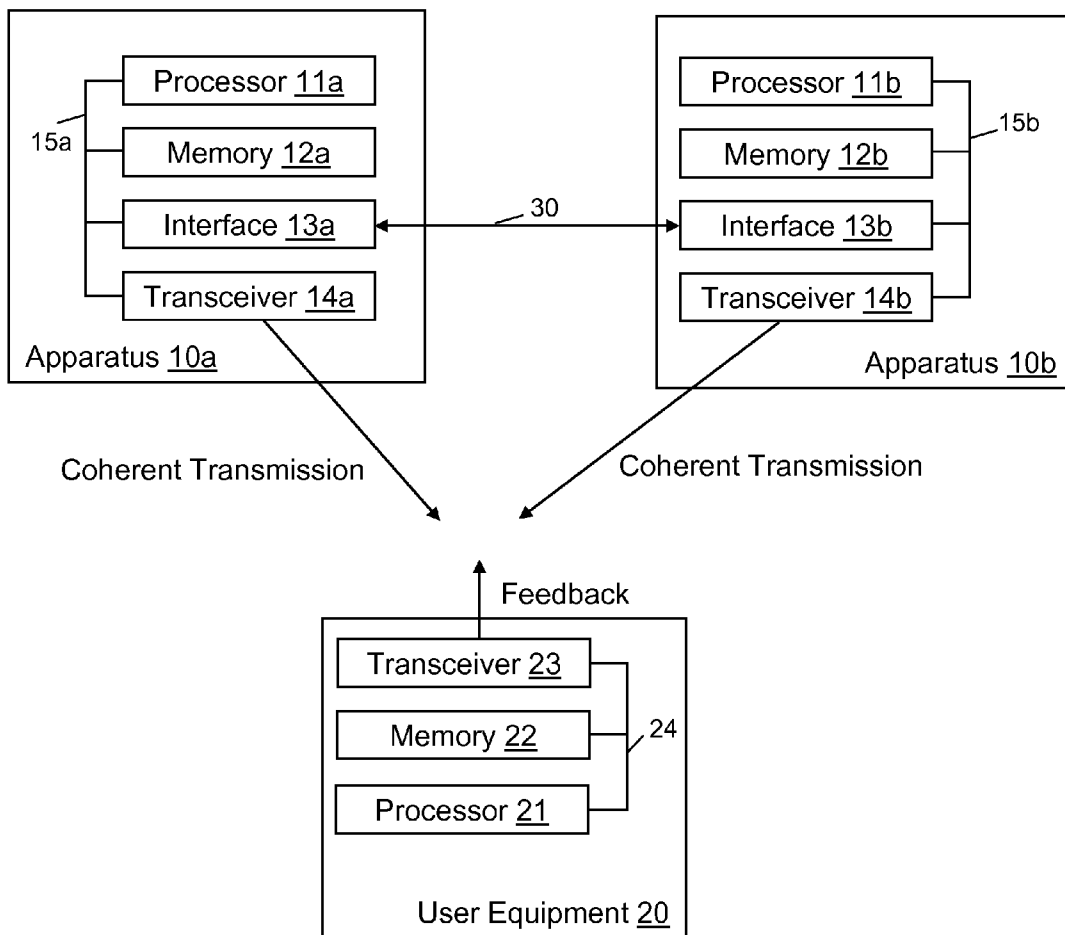 Processor 11a
15a
Memory 12a
Interface 13a
Transceiver 14a
Apparatus 10a
30
Processor 11b
15b
Memory 12b
Interface 13b
Transceiver 14b
Apparatus 10b
Coherent Transmission
Coherent Transmission
Feedback
Transceiver 23
Memory 22
24
Processor 21
User Equipment 20